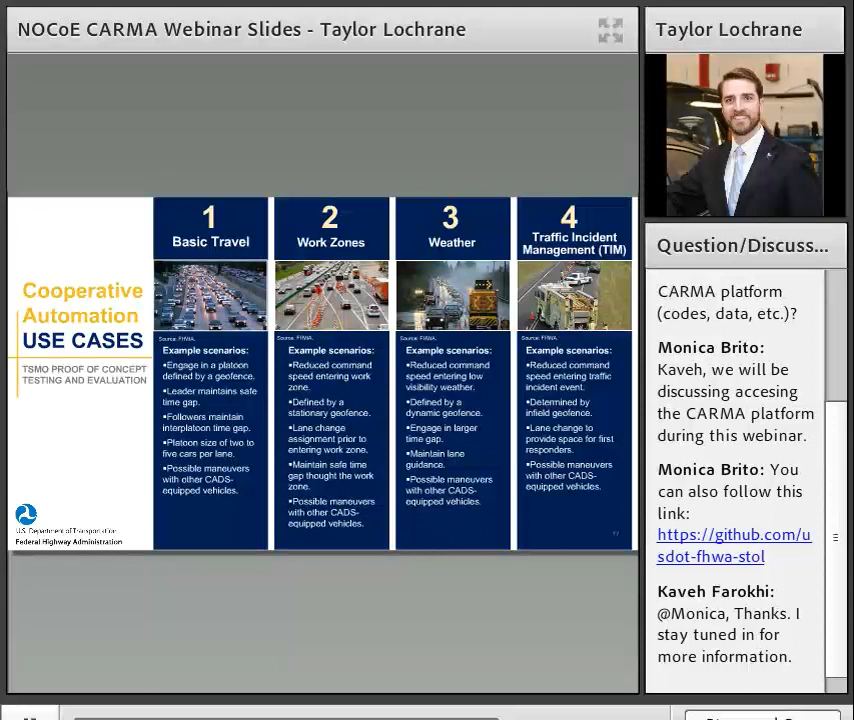 NOCoE CARMA Webinar Slides - Taylor Lochrane
Cooperative
Automation
USE CASES
TSMO PROOF OF CONCEPT
TESTING AND EVALUATION
U.S. Department of Transportation
Federal Highway Administration
1
Basic Travel
Source: FHWA.
Example scenarios:
▪Engage in a platoon
defined by a geofence.
▪Leader maintains safe
time gap.
▪Followers maintain
interplatoon time gap.
▪Platoon size of two to
five cars per lane.
▪Possible maneuvers
with other CADS-
equipped vehicles.
2
Work Zones
Source: FHWA.
Example scenarios:
▪Reduced command
speed entering work
zone.
▪Defined by a
stationary geofence.
▪Lane change
assignment prior to
entering work zone.
▪Maintain safe time
gap thought the work
zone.
▪Possible maneuvers
with other CADS-
equipped vehicles.
3
Weather
Source: FHWA.
Example scenarios:
▪Reduced command
speed entering low
visibility weather.
▪Defined by a
dynamic geofence.
▪Engage in larger
time gap.
▪Maintain lane
guidance.
▪Possible maneuvers
with other CADS-
equipped vehicles.
4
Traffic Incident
Management (TIM)
Source: FHWA.
Example scenarios:
▪Reduced command
speed entering traffic
incident event.
▪Determined by
infield geofence.
▪Lane change to
provide space for first
responders.
▪Possible maneuvers
with other CADS-
equipped vehicles.
Taylor Lochrane
Question/Discuss...
CARMA platform
(codes, data, etc.)?
Monica Brito:
Kaveh, we will be
discussing accesing
the CARMA platform
during this webinar.
Monica Brito: You
can also follow this
link:
https://github.com/u
sdot-fhwa-stol
Kaveh Farokhi:
@Monica, Thanks. I
stay tuned in for
more information.